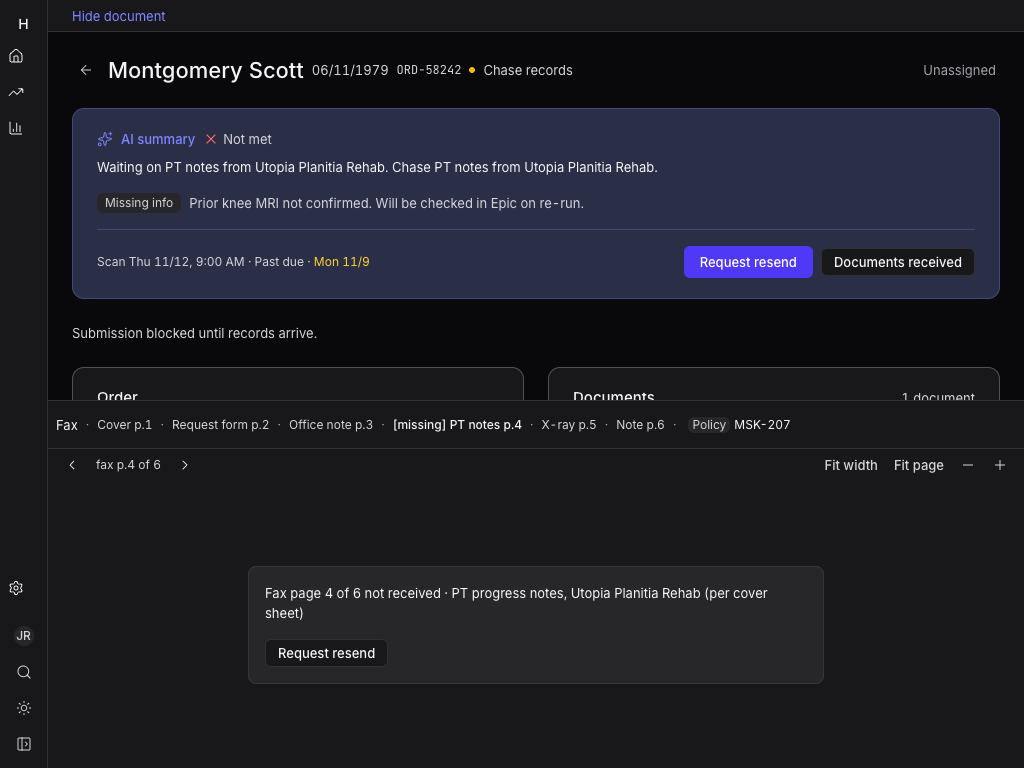 H
Hide document
Montgomery Scott 06/11/1979 ORD-58242 Chase records Unassigned
AI summary Not met
Waiting on PT notes from Utopia Planitia Rehab. Chase PT notes from Utopia Planitia Rehab.
Missing info Prior knee MRI not confirmed. Will be checked in Epic on re-run.
Scan Thu 11/12, 9:00 AM · Past due · Mon 11/9 Request resend Documents received
Submission blocked until records arrive.
Order Documents 1 document
Fax · Cover p.1 · Request form p.2 · Office note p.3 · [missing] PT notes p.4 · X-ray p.5 · Note p.6 · Policy MSK-207
fax p.4 of 6 Fit width Fit page
Fax page 4 of 6 not received · PT progress notes, Utopia Planitia Rehab (per cover
sheet)
Request resend
JR